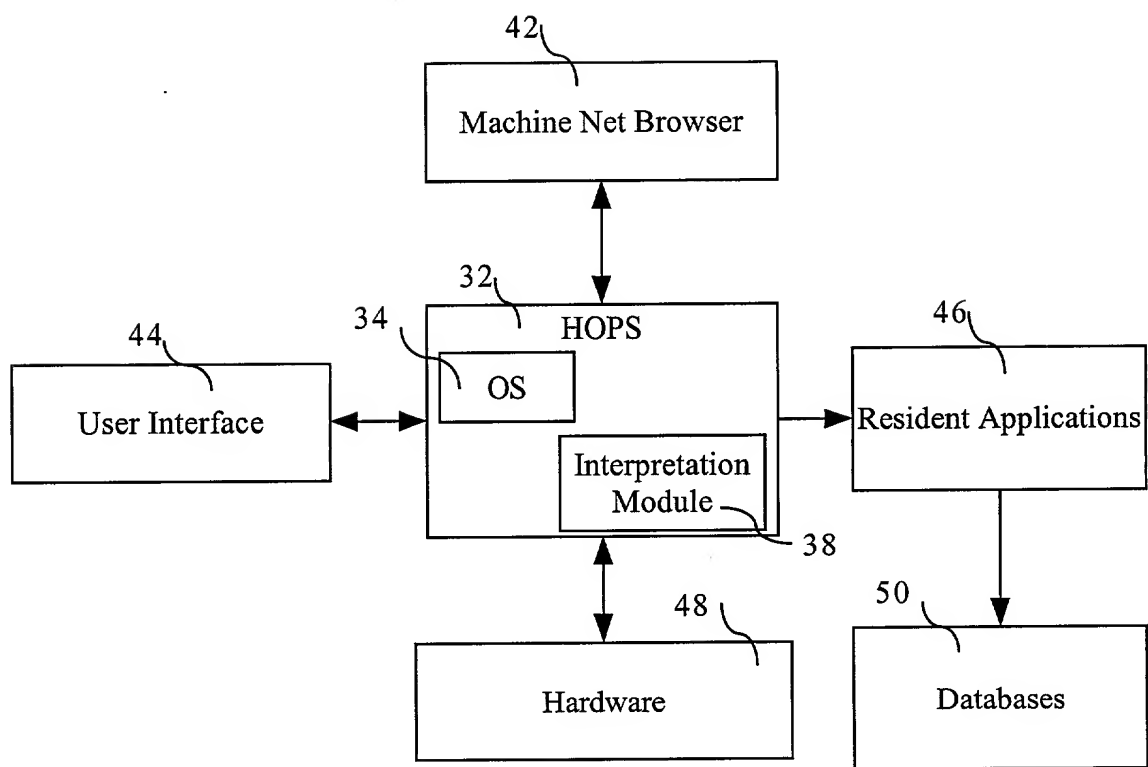 42
Machine Net Browser
32
HOPS
34
OS
44
User Interface
46
Resident Applications
Interpretation
Module
38
48
Hardware
50
Databases